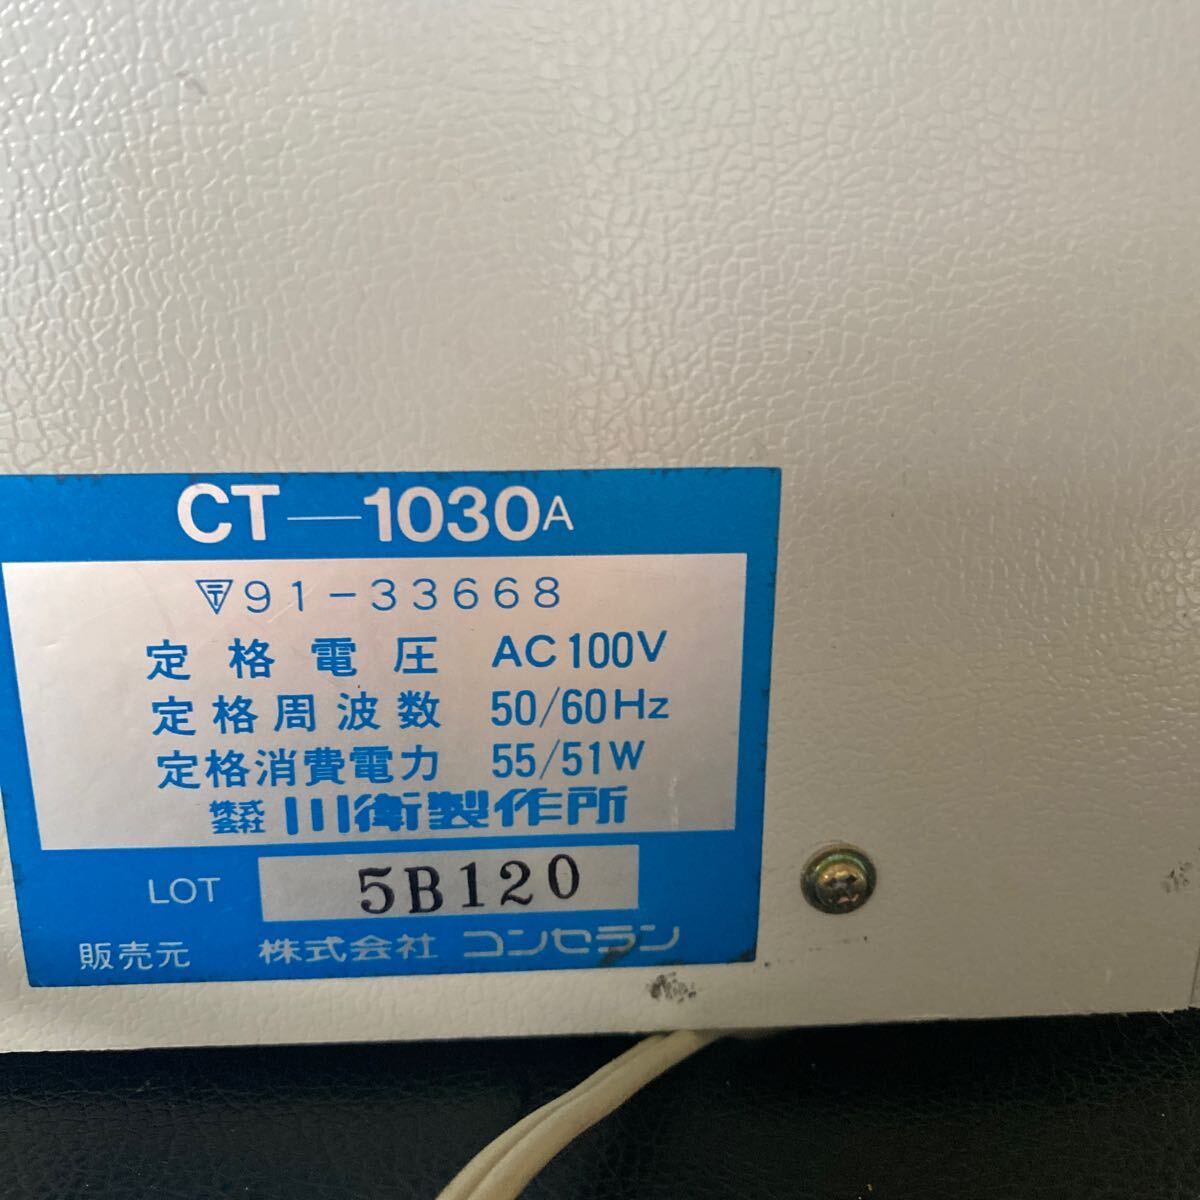 CT—1030A
〒91-33668
定格電圧 AC100V
定格周波数 50/60Hz
定格消費電力 55/51W
株式会社 川衛製作所
LOT 5B120
販売元 株式会社 コンセラン